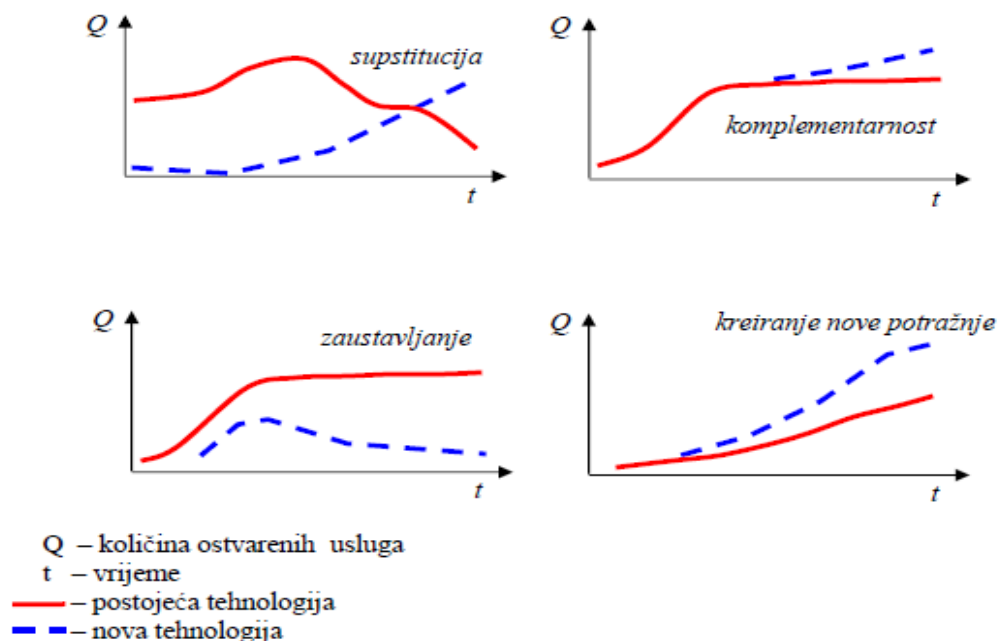 Q
supstitucija
t
Q
komplementarnost
t
Q
zaustavljanje
t
Q
kreiranje nove potražnje
t
Q – količina ostvarenih usluga
t – vrijeme
– postojeća tehnologija
– nova tehnologija